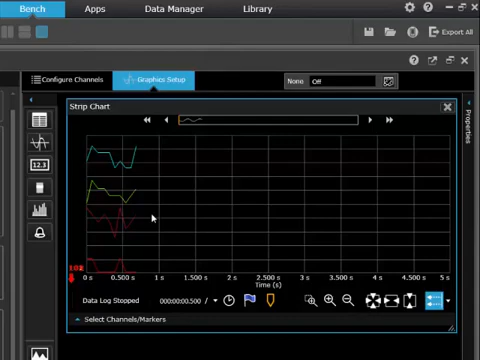 Bench Apps Data Manager Library
Export All
Configure Channels Graphics Setup None Off
Strip Chart
Properties
12.3
102
0 s 0.500 s 1 s 1.500 s 2 s 2.500 s 3 s 3.500 s 4 s 4.500 s 5 s
Time (s)
Data Log Stopped 000:00:00.500 /
Select Channels/Markers